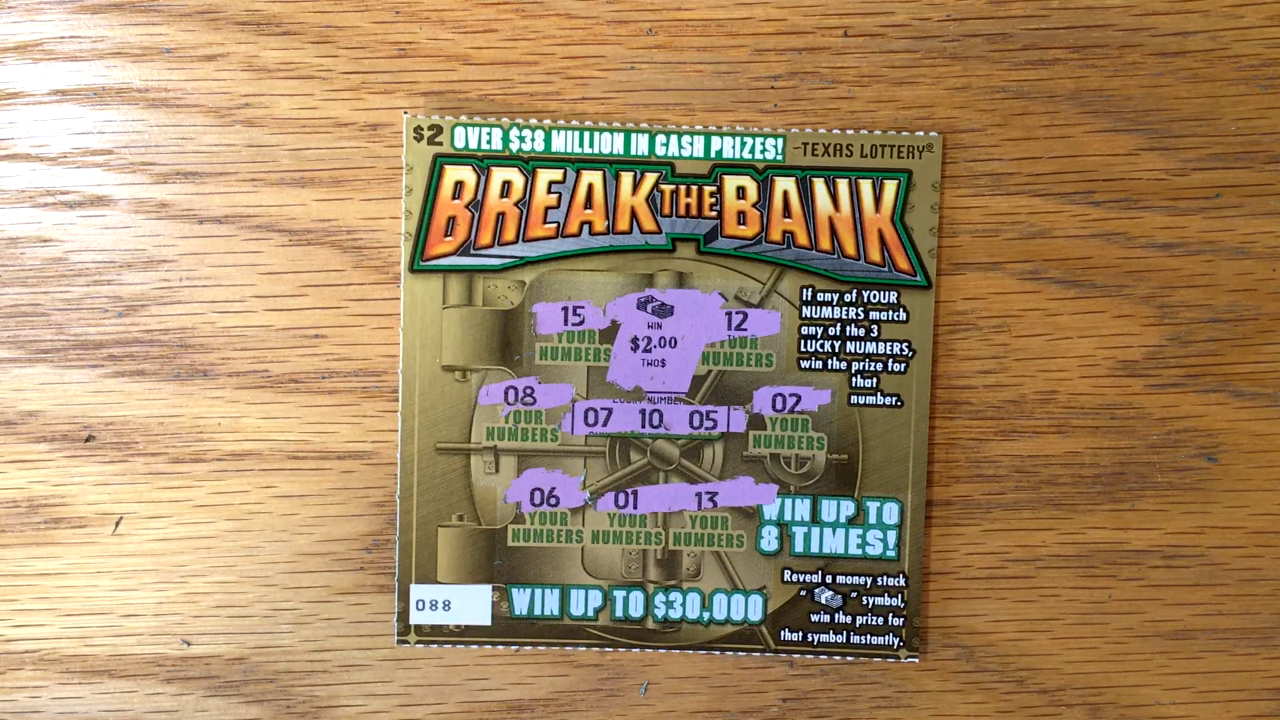 $2 OVER $38 MILLION IN CASH PRIZES! TEXAS LOTTERY®
BREAK THE BANK
If any of YOUR
NUMBERS match
any of the 3
LUCKY NUMBERS,
win the prize for
that
number.
15
YOUR
NUMBERS
WIN
$2.00
TWO$
12
YOUR
NUMBERS
08
YOUR
NUMBERS
LUCKY NUMBERS
07 10 05
02
YOUR
NUMBERS
06 01 13
YOUR YOUR YOUR
NUMBERS NUMBERS NUMBERS
WIN UP TO
8 TIMES!
Reveal a money stack
" " symbol,
win the prize for
that symbol instantly.
088
WIN UP TO $30,000